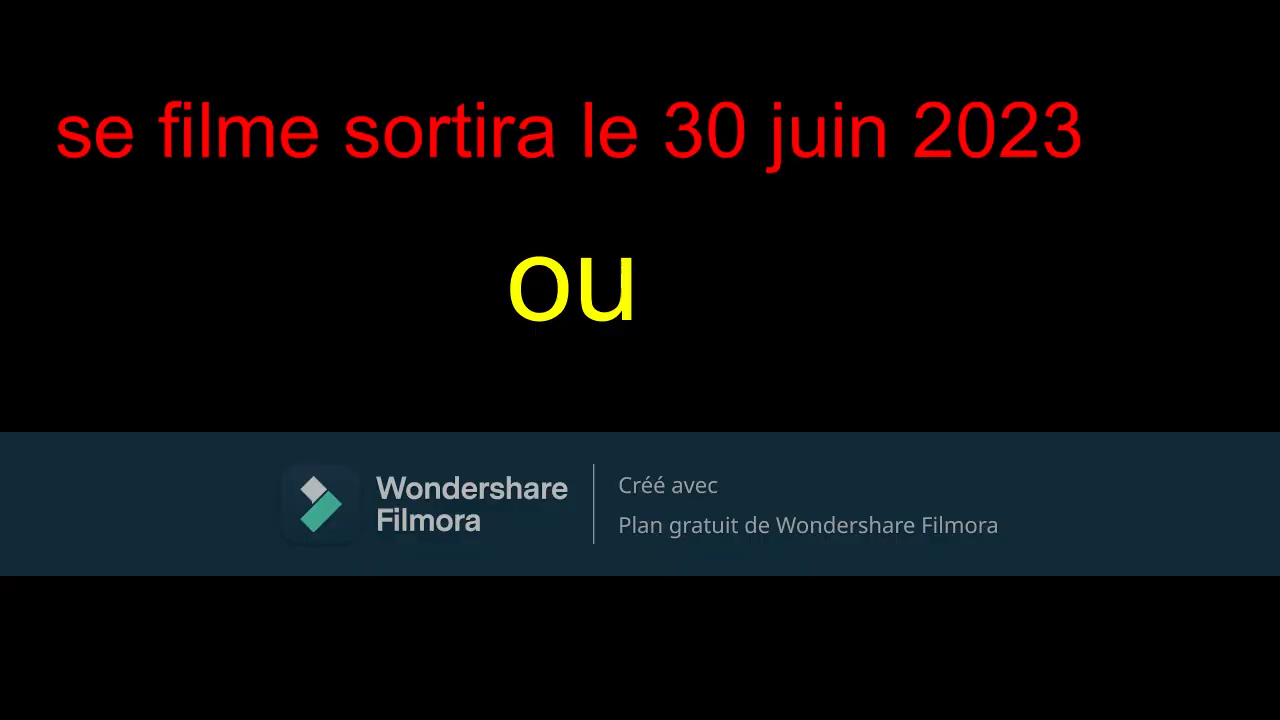 se filme sortira le 30 juin 2023
ou
Wondershare
Filmora
Créé avec
Plan gratuit de Wondershare Filmora